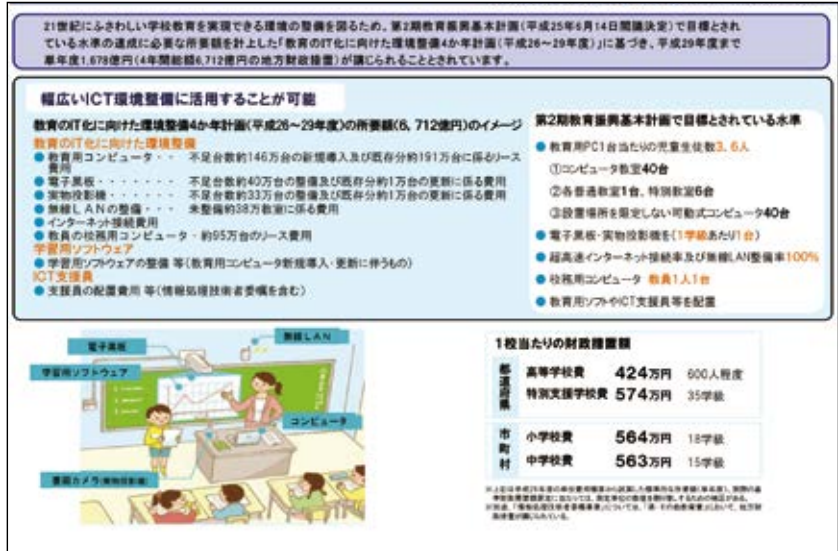 21世紀にふさわしい学校教育を実現できる環境の整備を図るため、第2期教育振興基本計画(平成25年6月14日閣議決定)で目標とされ
ている水準の達成に必要な所要額を計上した「教育のIT化に向けた環境整備4か年計画(平成26～29年度)」に基づき、平成29年度まで
単年度1,678億円(4年間総額6,712億円の地方財政措置)が講じられることとされています。
幅広いICT環境整備に活用することが可能
教育のIT化に向けた環境整備4か年計画(平成26～29年度)の所要額(6,712億円)のイメージ
教育のIT化に向けた環境整備
●教育用コンピュータ・・ 不足台数約146万台の新規導入及び既存分約191万台に係るリース
費用
●電子黒板・・・・・・・ 不足台数約40万台の整備及び既存分約1万台の更新に係る費用
●実物投影機・・・・・・ 不足台数約33万台の整備及び既存分約1万台の更新に係る費用
●無線LANの整備・・・ 未整備約38万教室に係る費用
●インターネット接続費用
●教員の校務用コンピュータ・約95万台のリース費用
学習用ソフトウェア
●学習用ソフトウェアの整備 等(教育用コンピュータ新規導入・更新に伴うもの)
ICT支援員
●支援員の配置費用 等(情報処理技術者委嘱を含む)
第2期教育振興基本計画で目標とされている水準
●教育用PC1台当たりの児童生徒数3.6人
①コンピュータ教室40台
②各普通教室1台、特別教室6台
③設置場所を限定しない可動式コンピュータ40台
●電子黒板・実物投影機を(1学級あたり1台)
●超高速インターネット接続率及び無線LAN整備率100%
●校務用コンピュータ 教員1人1台
●教育用ソフトやICT支援員等を配置
電子黒板
無線LAN
学習用ソフトウェア
コンピュータ
書画カメラ(実物投影機)
1校当たりの財政措置額
都道府県
高等学校費 424万円 600人程度
特別支援学校費 574万円 35学級
市町村
小学校費 564万円 18学級
中学校費 563万円 15学級